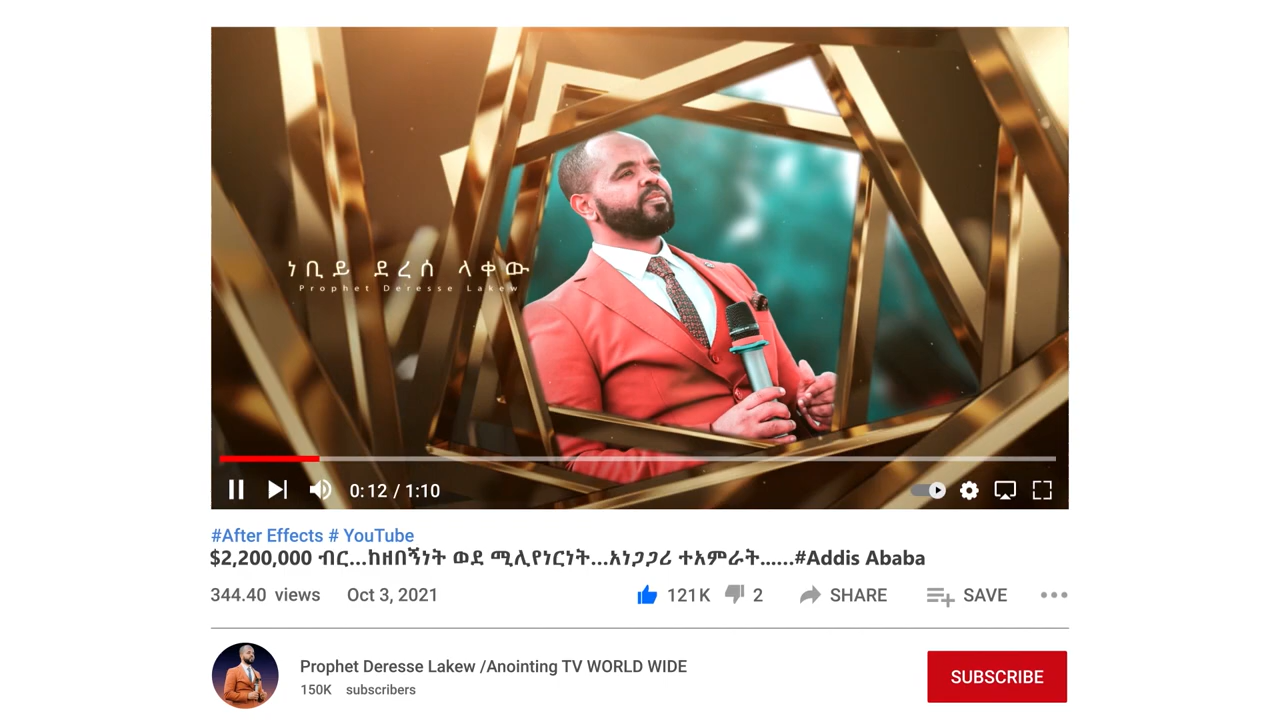 ነቢይ ደረሰ ላቀው
Prophet Deresse Lakew
0:12 / 1:10
#After Effects # YouTube
$2,200,000 ብር...ከዘበኝነት ወደ ሚሊየነርነት...አነጋጋሪ ተአምራት......#Addis Ababa
344.40 views Oct 3, 2021 121K 2 SHARE SAVE
Prophet Deresse Lakew /Anointing TV WORLD WIDE
150K subscribers
SUBSCRIBE